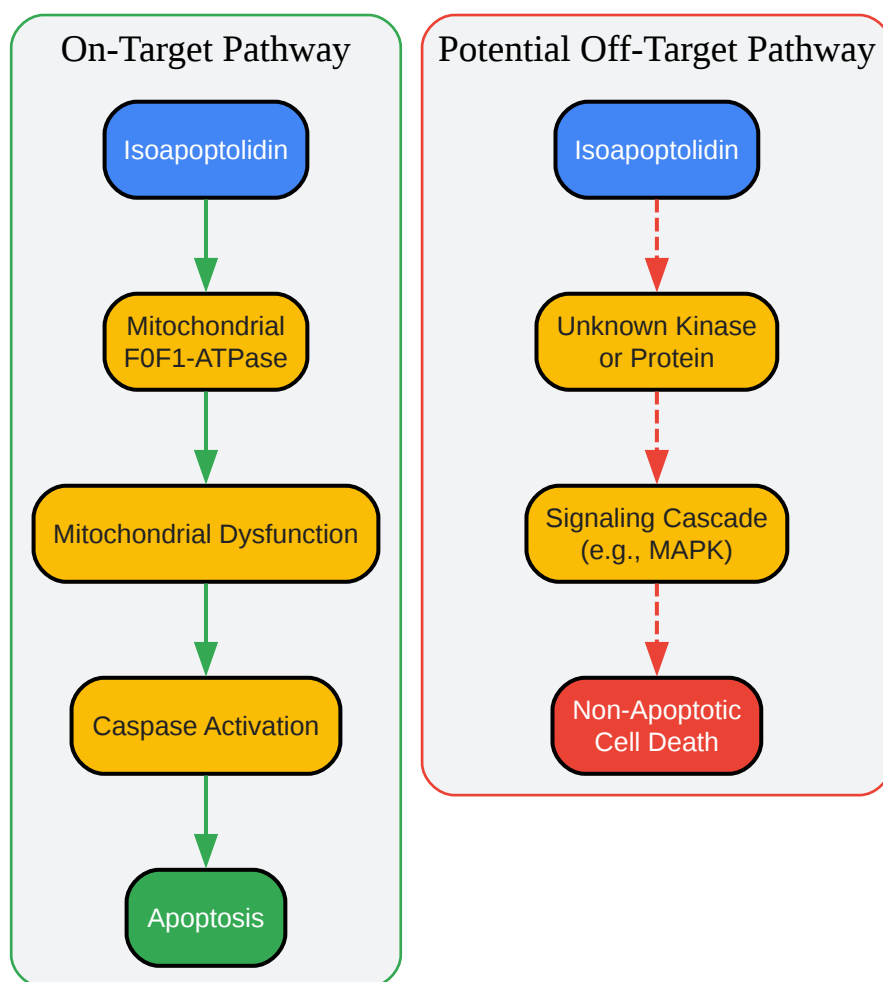 On-Target Pathway
Isoapoptolidin
Mitochondrial
F0F1-ATPase
Mitochondrial Dysfunction
Caspase Activation
Apoptosis
Potential Off-Target Pathway
Isoapoptolidin
Unknown Kinase
or Protein
Signaling Cascade
(e.g., MAPK)
Non-Apoptotic
Cell Death